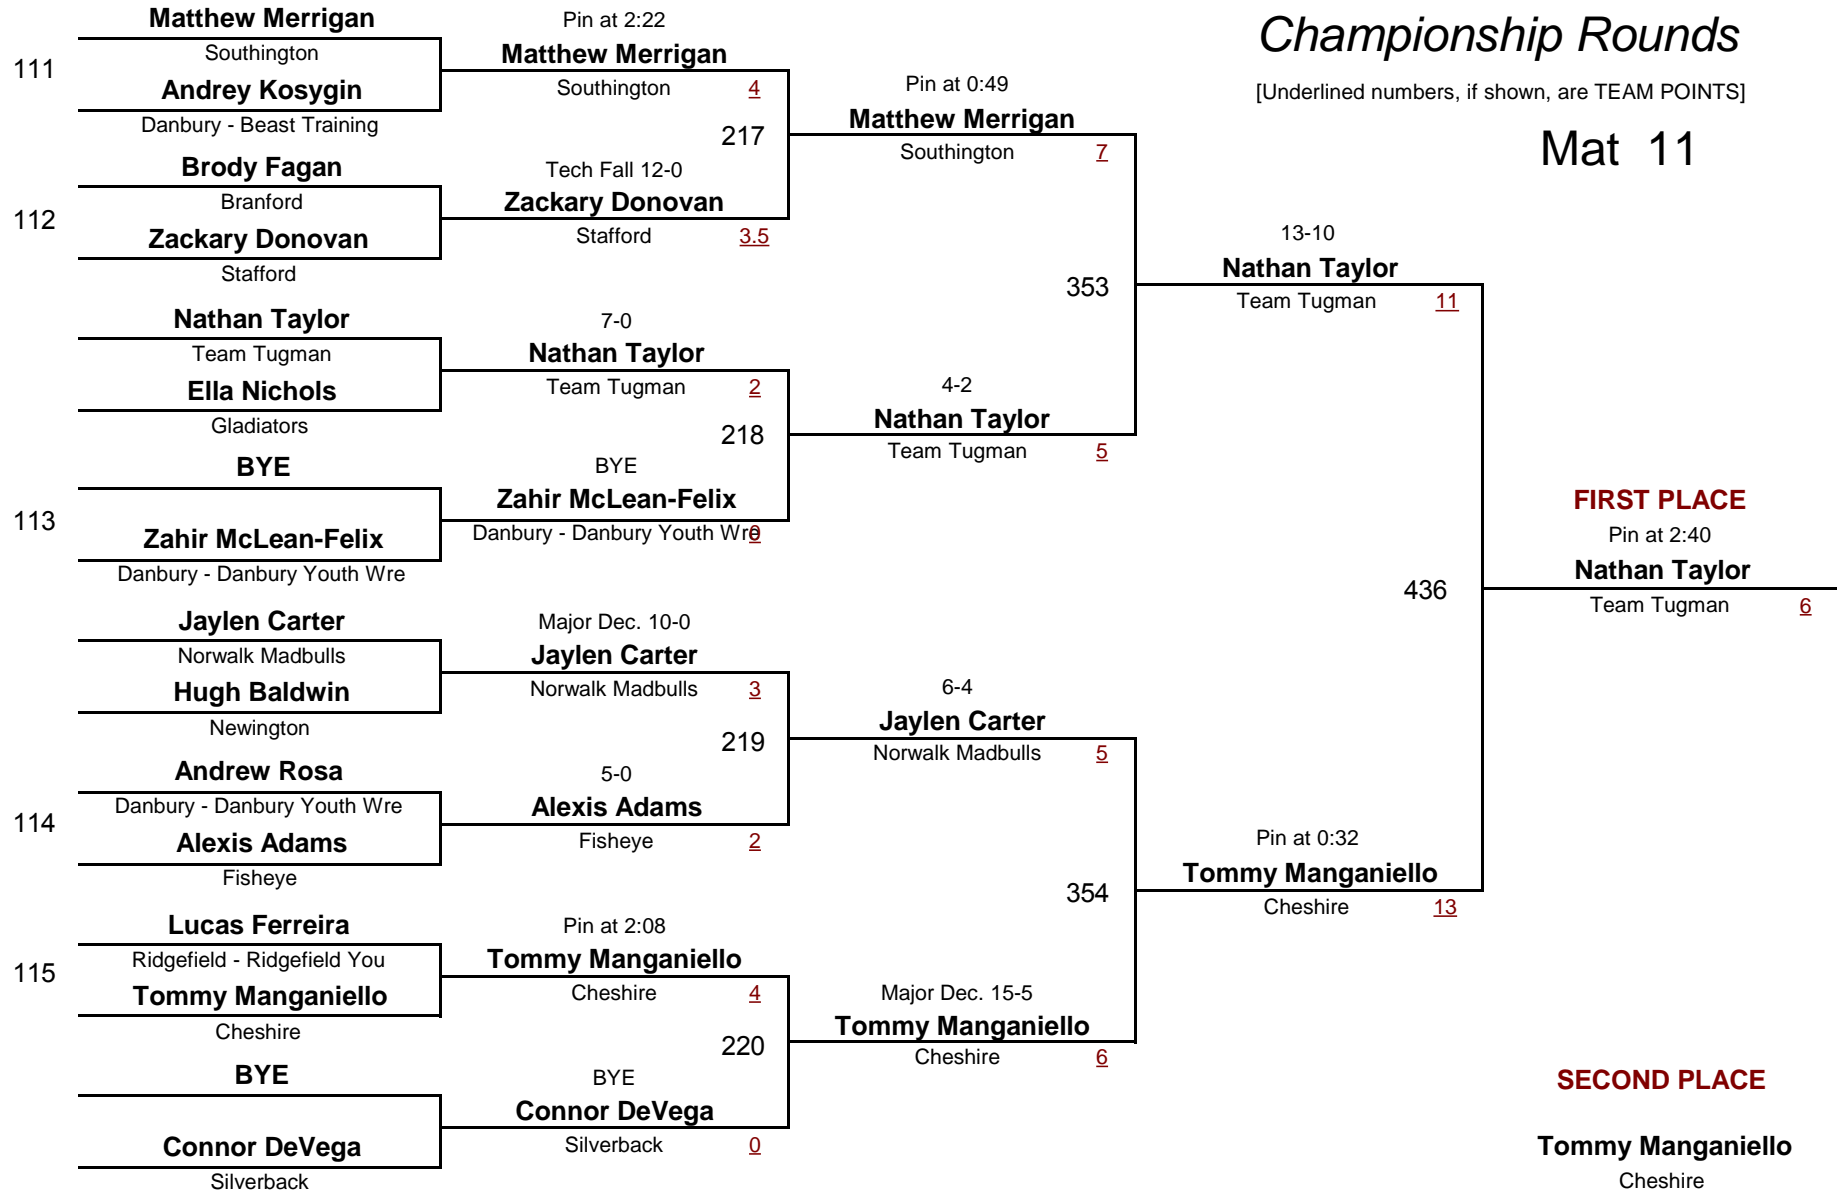 Championship Rounds
[Underlined numbers, if shown, are TEAM POINTS]
Mat 11
Matthew Merrigan
Southington
111
Andrey Kosygin
Danbury - Beast Training
Brody Fagan
Branford
112
Zackary Donovan
Stafford
Nathan Taylor
Team Tugman
Ella Nichols
Gladiators
BYE
113
Zahir McLean-Felix
Danbury - Danbury Youth Wre
Jaylen Carter
Norwalk Madbulls
Hugh Baldwin
Newington
Andrew Rosa
Danbury - Danbury Youth Wre
114
Alexis Adams
Fisheye
Lucas Ferreira
Ridgefield - Ridgefield You
115
Tommy Manganiello
Cheshire
BYE
Connor DeVega
Silverback
Pin at 2:22
Matthew Merrigan
Southington 4
217
Tech Fall 12-0
Zackary Donovan
Stafford 3.5
7-0
Nathan Taylor
Team Tugman 2
218
BYE
Zahir McLean-Felix
Danbury - Danbury Youth Wre 0
Major Dec. 10-0
Jaylen Carter
Norwalk Madbulls 3
219
5-0
Alexis Adams
Fisheye 2
Pin at 2:08
Tommy Manganiello
Cheshire 4
220
BYE
Connor DeVega
Silverback 0
Pin at 0:49
Matthew Merrigan
Southington 7
353
4-2
Nathan Taylor
Team Tugman 5
6-4
Jaylen Carter
Norwalk Madbulls 5
354
Major Dec. 15-5
Tommy Manganiello
Cheshire 6
13-10
Nathan Taylor
Team Tugman 11
436
Pin at 0:32
Tommy Manganiello
Cheshire 13
FIRST PLACE
Pin at 2:40
Nathan Taylor
Team Tugman 6
SECOND PLACE
Tommy Manganiello
Cheshire